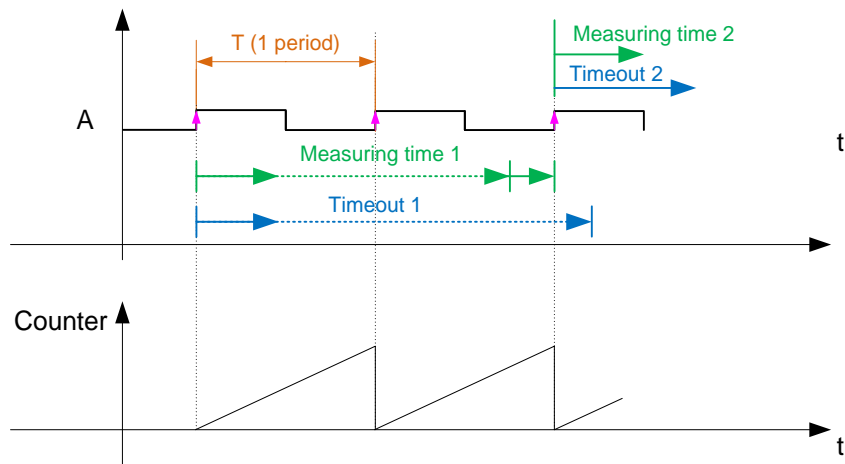 Measuring time 2
T (1 period)
Timeout 2
A
t
Measuring time 1
Timeout 1
Counter
t